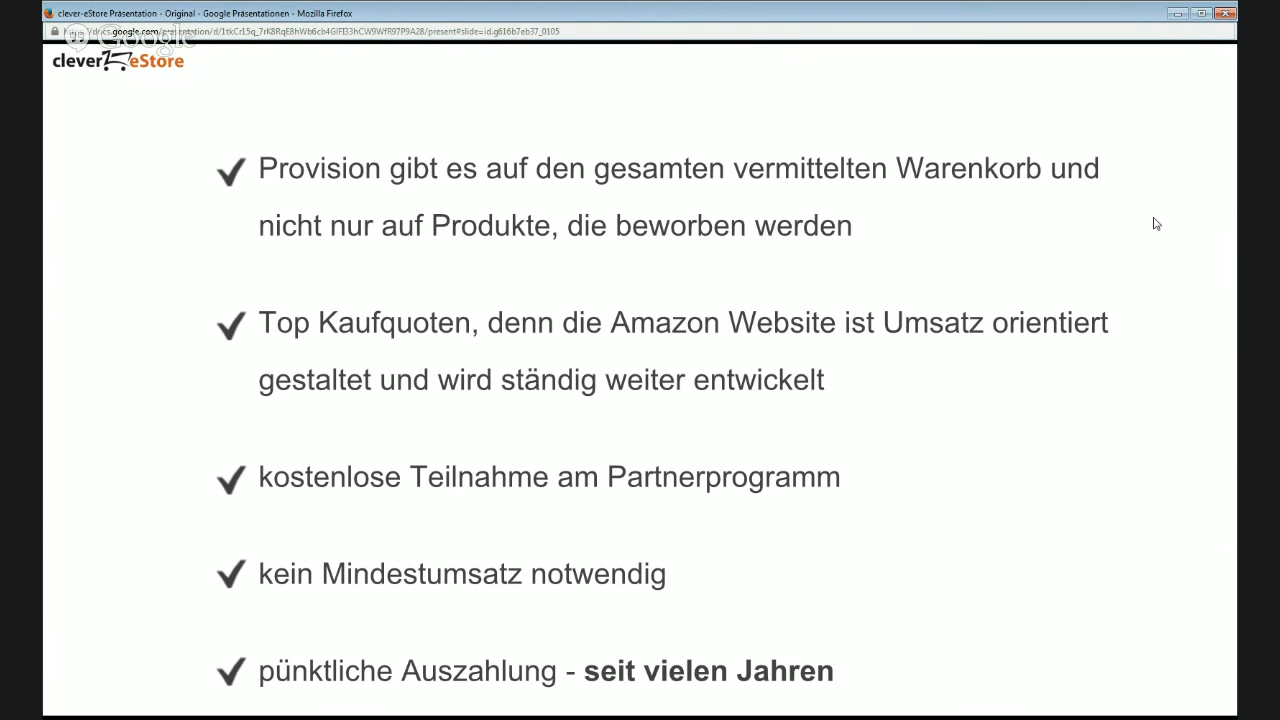 clever-eStore Präsentation - Original - Google Präsentationen - Mozilla Firefox
Google
clever eStore
Provision gibt es auf den gesamten vermittelten Warenkorb und
nicht nur auf Produkte, die beworben werden
Top Kaufquoten, denn die Amazon Website ist Umsatz orientiert
gestaltet und wird ständig weiter entwickelt
kostenlose Teilnahme am Partnerprogramm
kein Mindestumsatz notwendig
pünktliche Auszahlung - seit vielen Jahren